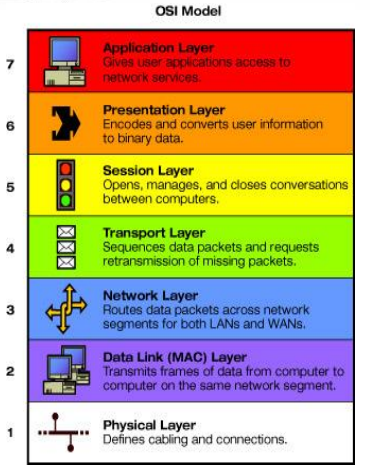 OSI Model
7
Application Layer
Gives user applications access to
network services.
6
Presentation Layer
Encodes and converts user information
to binary data.
5
Session Layer
Opens, manages, and closes conversations
between computers.
4
Transport Layer
Sequences data packets and requests
retransmission of missing packets.
3
Network Layer
Routes data packets across network
segments for both LANs and WANs.
2
Data Link (MAC) Layer
Transmits frames of data from computer to
computer on the same network segment.
1
Physical Layer
Defines cabling and connections.